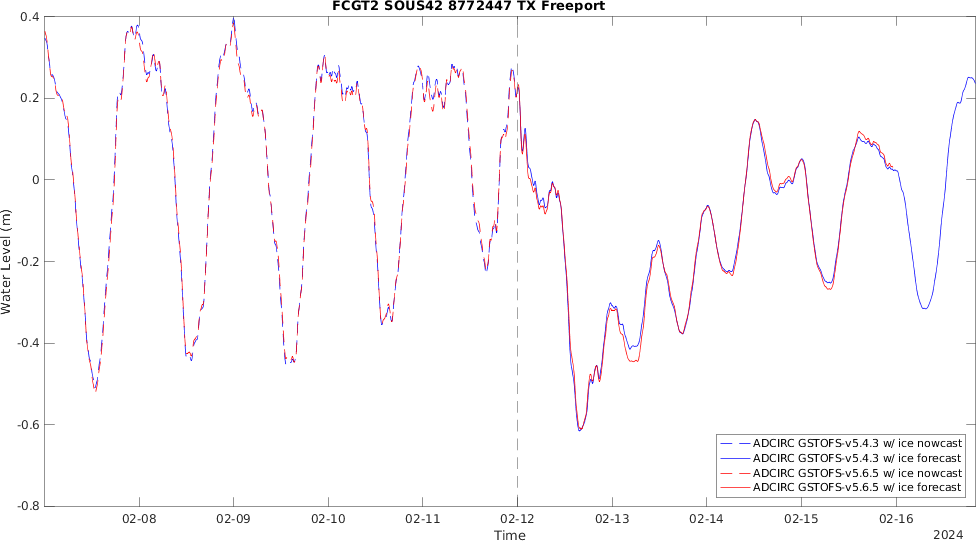 FCGT2 SOUS42 8772447 TX Freeport
0.4
0.2
0
-0.2
-0.4
-0.6
-0.8
Water Level (m)
ADCIRC GSTOFS-v5.4.3 w/ ice nowcast
ADCIRC GSTOFS-v5.4.3 w/ ice forecast
ADCIRC GSTOFS-v5.6.5 w/ ice nowcast
ADCIRC GSTOFS-v5.6.5 w/ ice forecast
02-08 02-09 02-10 02-11 02-12 02-13 02-14 02-15 02-16
Time
2024